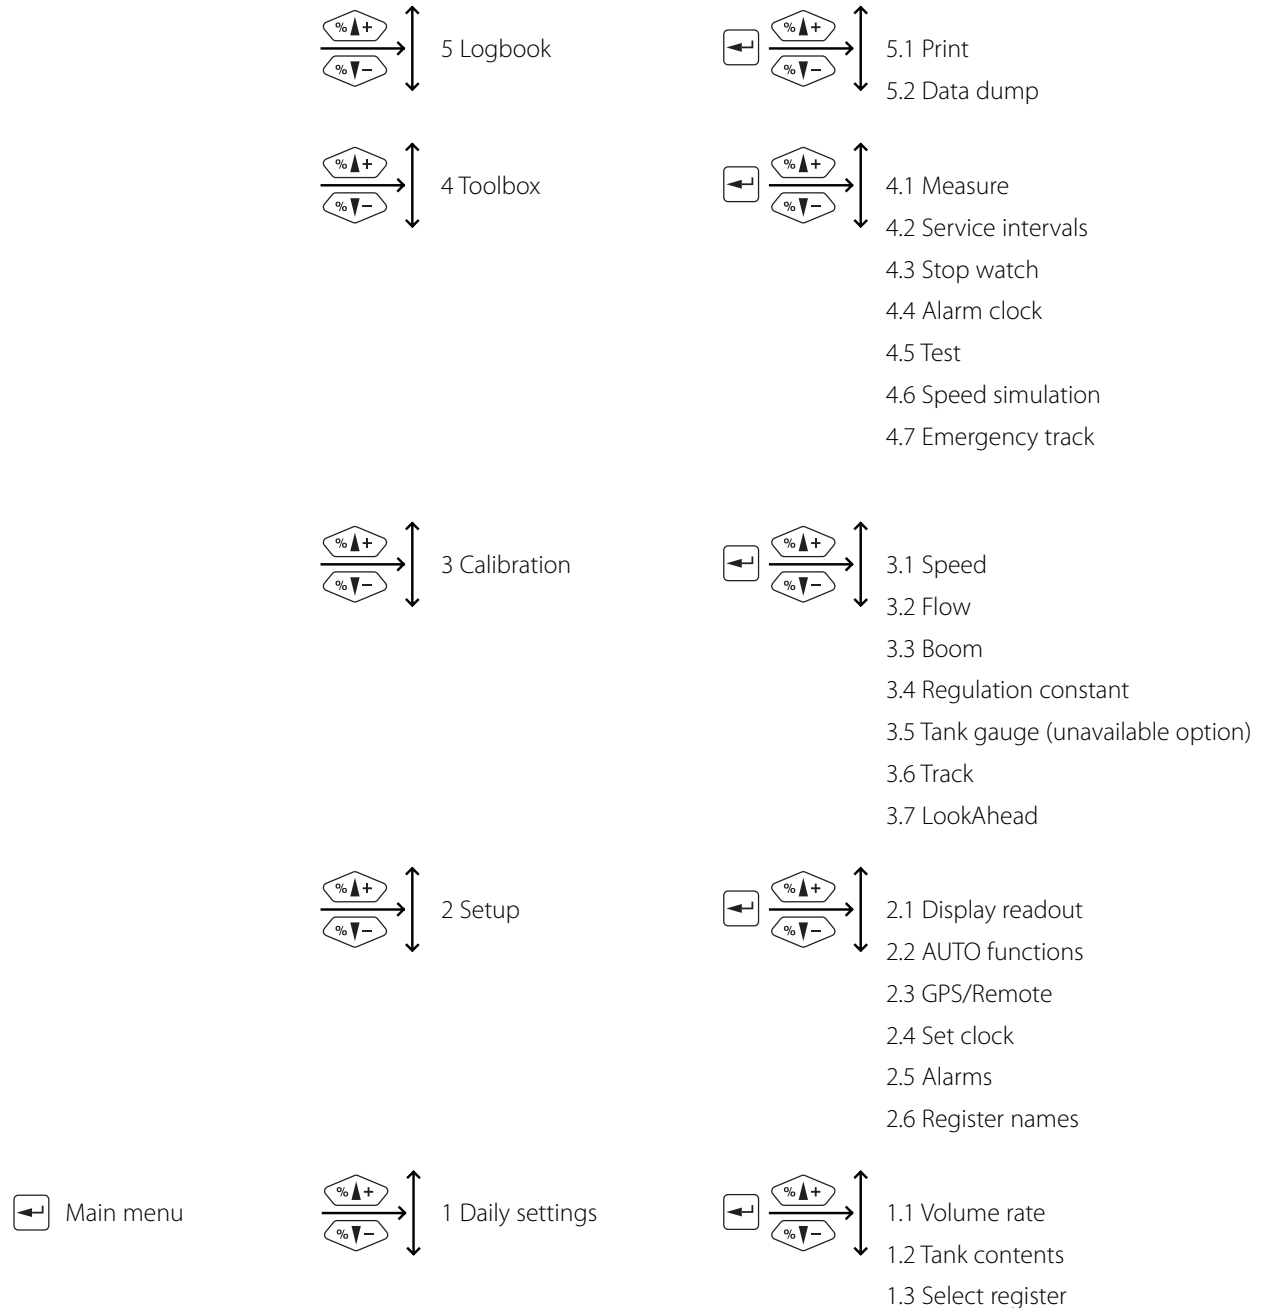 %▲+
%▼−
5 Logbook
%▲+
%▼−
5.1 Print
5.2 Data dump
%▲+
%▼−
4 Toolbox
%▲+
%▼−
4.1 Measure
4.2 Service intervals
4.3 Stop watch
4.4 Alarm clock
4.5 Test
4.6 Speed simulation
4.7 Emergency track
%▲+
%▼−
3 Calibration
%▲+
%▼−
3.1 Speed
3.2 Flow
3.3 Boom
3.4 Regulation constant
3.5 Tank gauge (unavailable option)
3.6 Track
3.7 LookAhead
%▲+
%▼−
2 Setup
%▲+
%▼−
2.1 Display readout
2.2 AUTO functions
2.3 GPS/Remote
2.4 Set clock
2.5 Alarms
2.6 Register names
Main menu
%▲+
%▼−
1 Daily settings
%▲+
%▼−
1.1 Volume rate
1.2 Tank contents
1.3 Select register